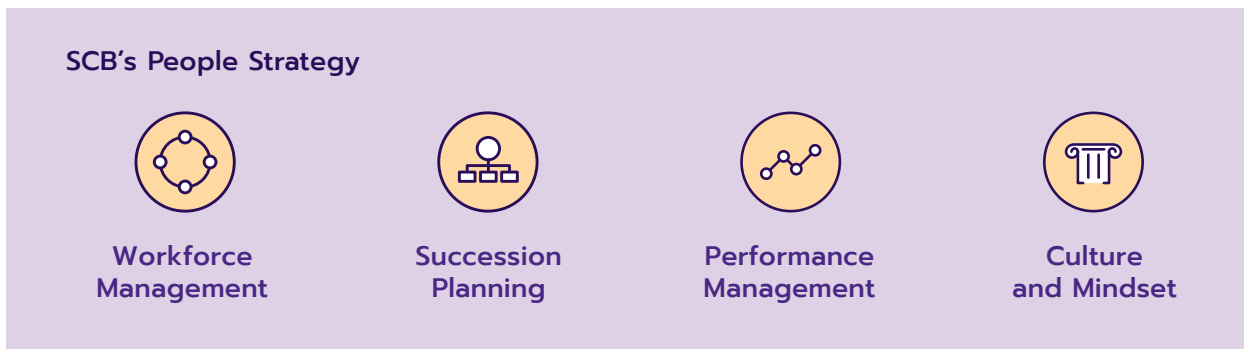 SCB’s People Strategy
Workforce
Management
Succession
Planning
Performance
Management
Culture
and Mindset